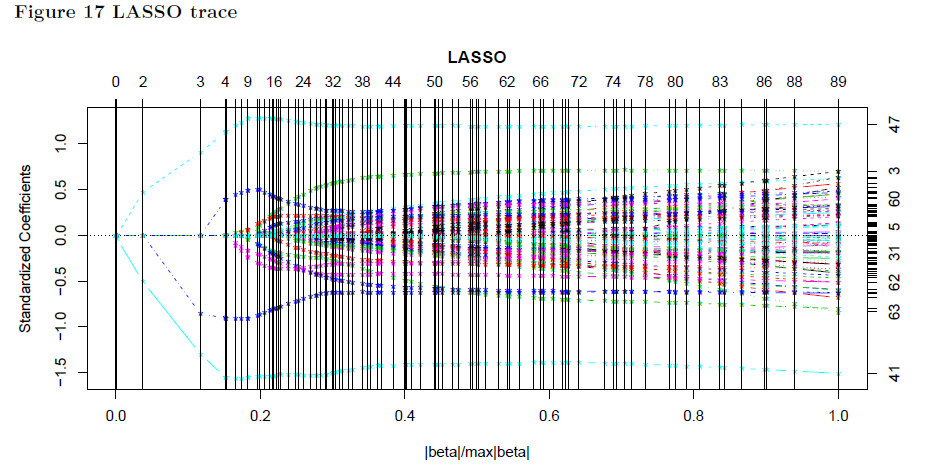 Figure 17 LASSO trace
LASSO
0 2 3 4 9 16 24 32 38 44 50 56 62 66 72 74 78 80 83 86 88 89
Standardized Coefficients
1.0
0.5
0.0
−0.5
−1.0
−1.5
47
3
60
5
31
62
63
41
0.0 0.2 0.4 0.6 0.8 1.0
|beta|/max|beta|